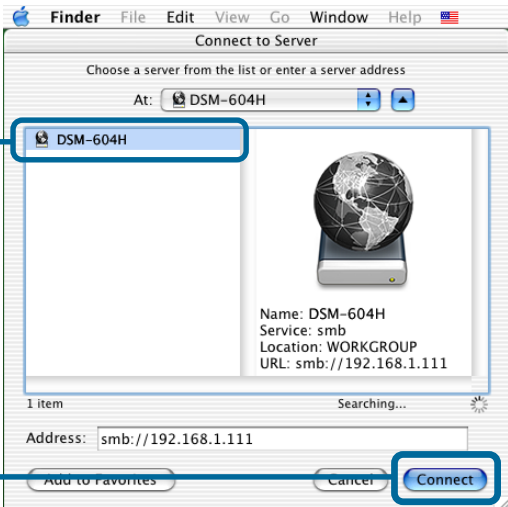 Finder File Edit View Go Window Help
Connect to Server
Choose a server from the list or enter a server address
At: DSM-604H
DSM-604H
Name: DSM-604H
Service: smb
Location: WORKGROUP
URL: smb://192.168.1.111
1 item Searching...
Address: smb://192.168.1.111
Add to Favorites Cancel Connect